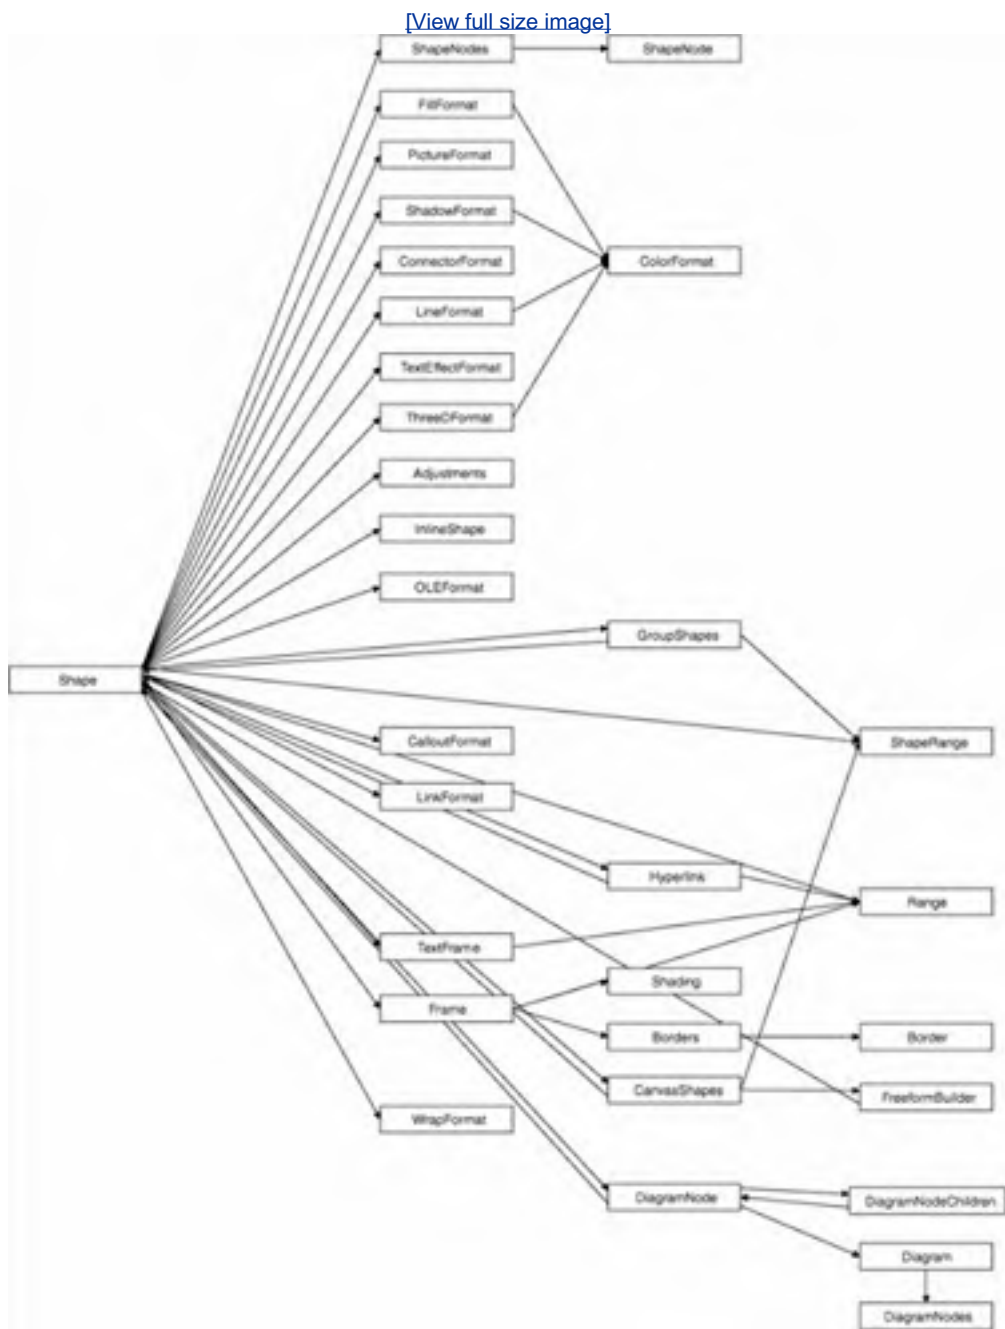 [View full size image]
ShapeNodes
ShapeNode
FillFormat
PictureFormat
ShadowFormat
ConnectorFormat
ColorFormat
LineFormat
TextEffectFormat
ThreeDFormat
Adjustments
InlineShape
OLEFormat
GroupShapes
Shape
CalloutFormat
ShapeRange
LinkFormat
Hyperlink
Range
TextFrame
Shading
Frame
Borders
Border
CanvasShapes
FreeformBuilder
WrapFormat
DiagramNode
DiagramNodeChildren
Diagram
DiagramNodes